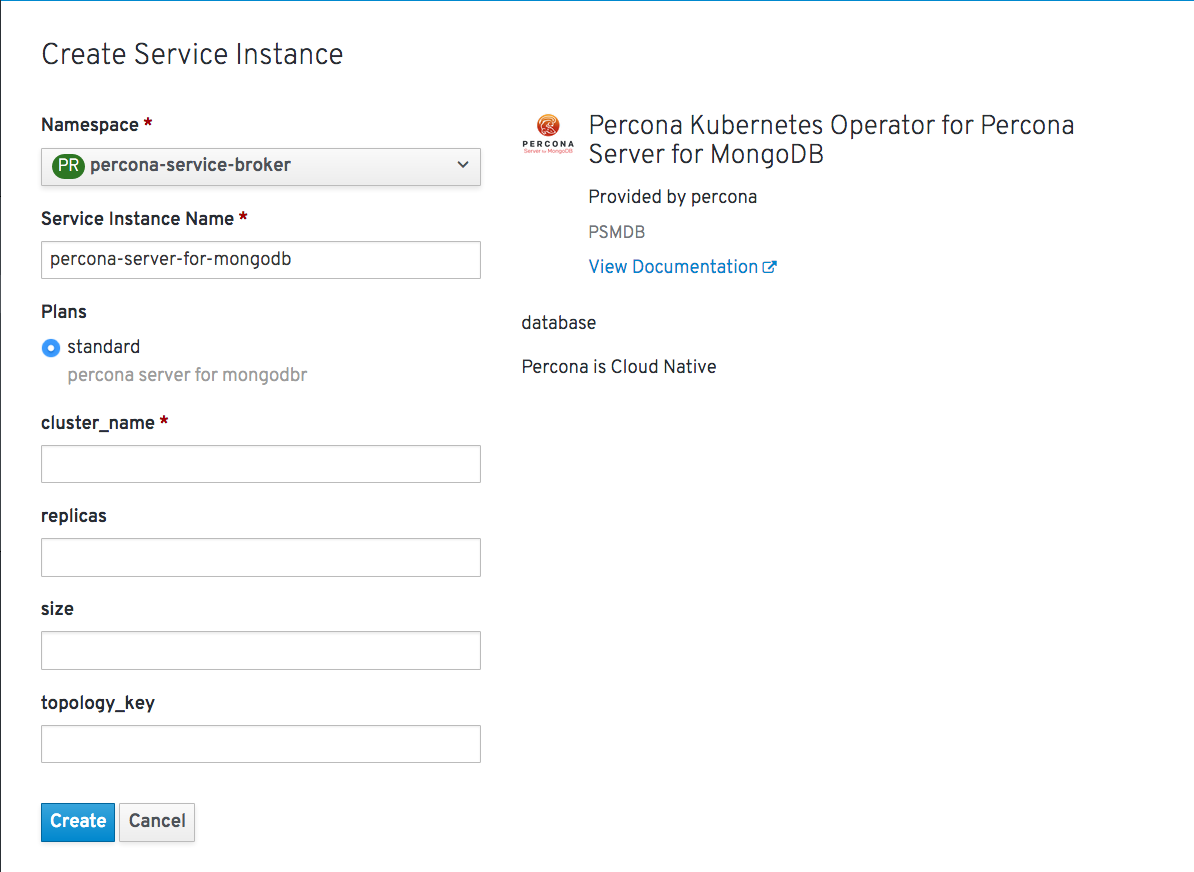 Create Service Instance
Namespace *
PR percona-service-broker
Service Instance Name *
percona-server-for-mongodb
Plans
standard
percona server for mongodbr
cluster_name *
replicas
size
topology_key
Create Cancel
PERCONA
Server for MongoDB
Percona Kubernetes Operator for Percona
Server for MongoDB
Provided by percona
PSMDB
View Documentation
database
Percona is Cloud Native